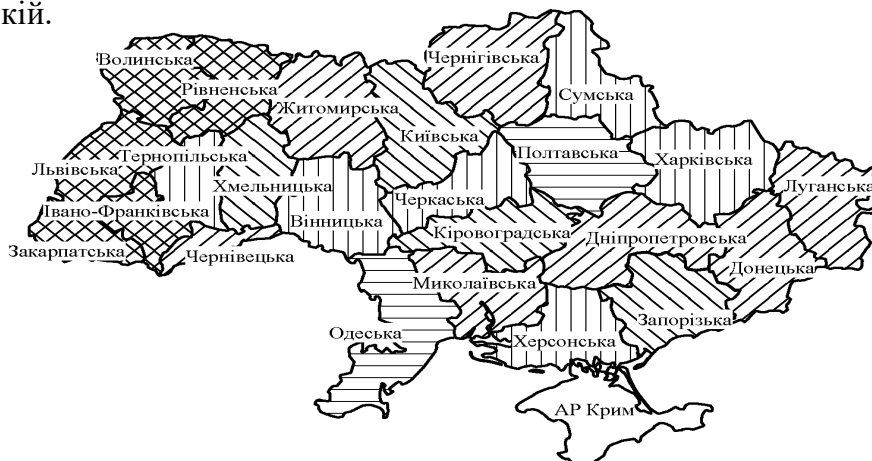 кій.
Волинська
Чернігівська
Рівненська
Сумська
Житомирська
Київська
Полтавська
Харківська
Тернопільська
Львівська
Хмельницька
Луганська
Черкаська
Івано-Франківська
Вінницька
Кіровоградська
Дніпропетровська
Закарпатська
Чернівецька
Донецька
Миколаївська
Запорізька
Одеська
Херсонська
АР Крим